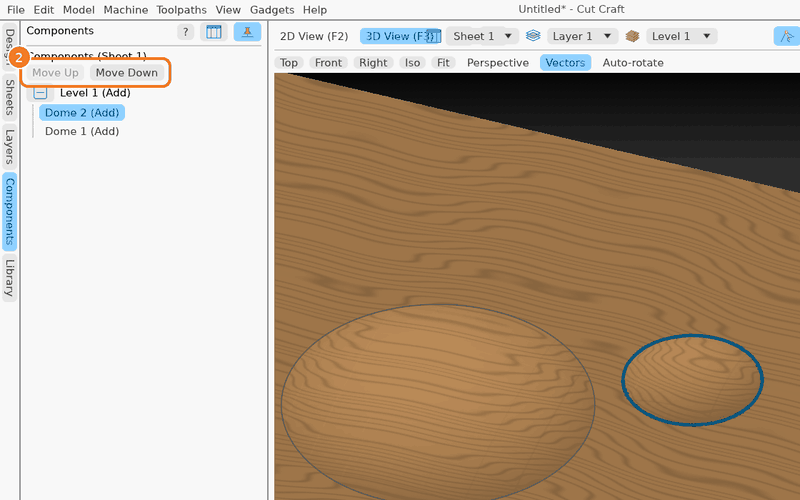 File Edit Model Machine Toolpaths View Gadgets Help Untitled* - Cut Craft
Components ?
2D View (F2) 3D View (F3) Sheet 1 Layer 1 Level 1
Top Front Right Iso Fit Perspective Vectors Auto-rotate
Sheets
Layers
Components
Library
Components (Sheet 1)
2
Move Up Move Down
Level 1 (Add)
Dome 2 (Add)
Dome 1 (Add)